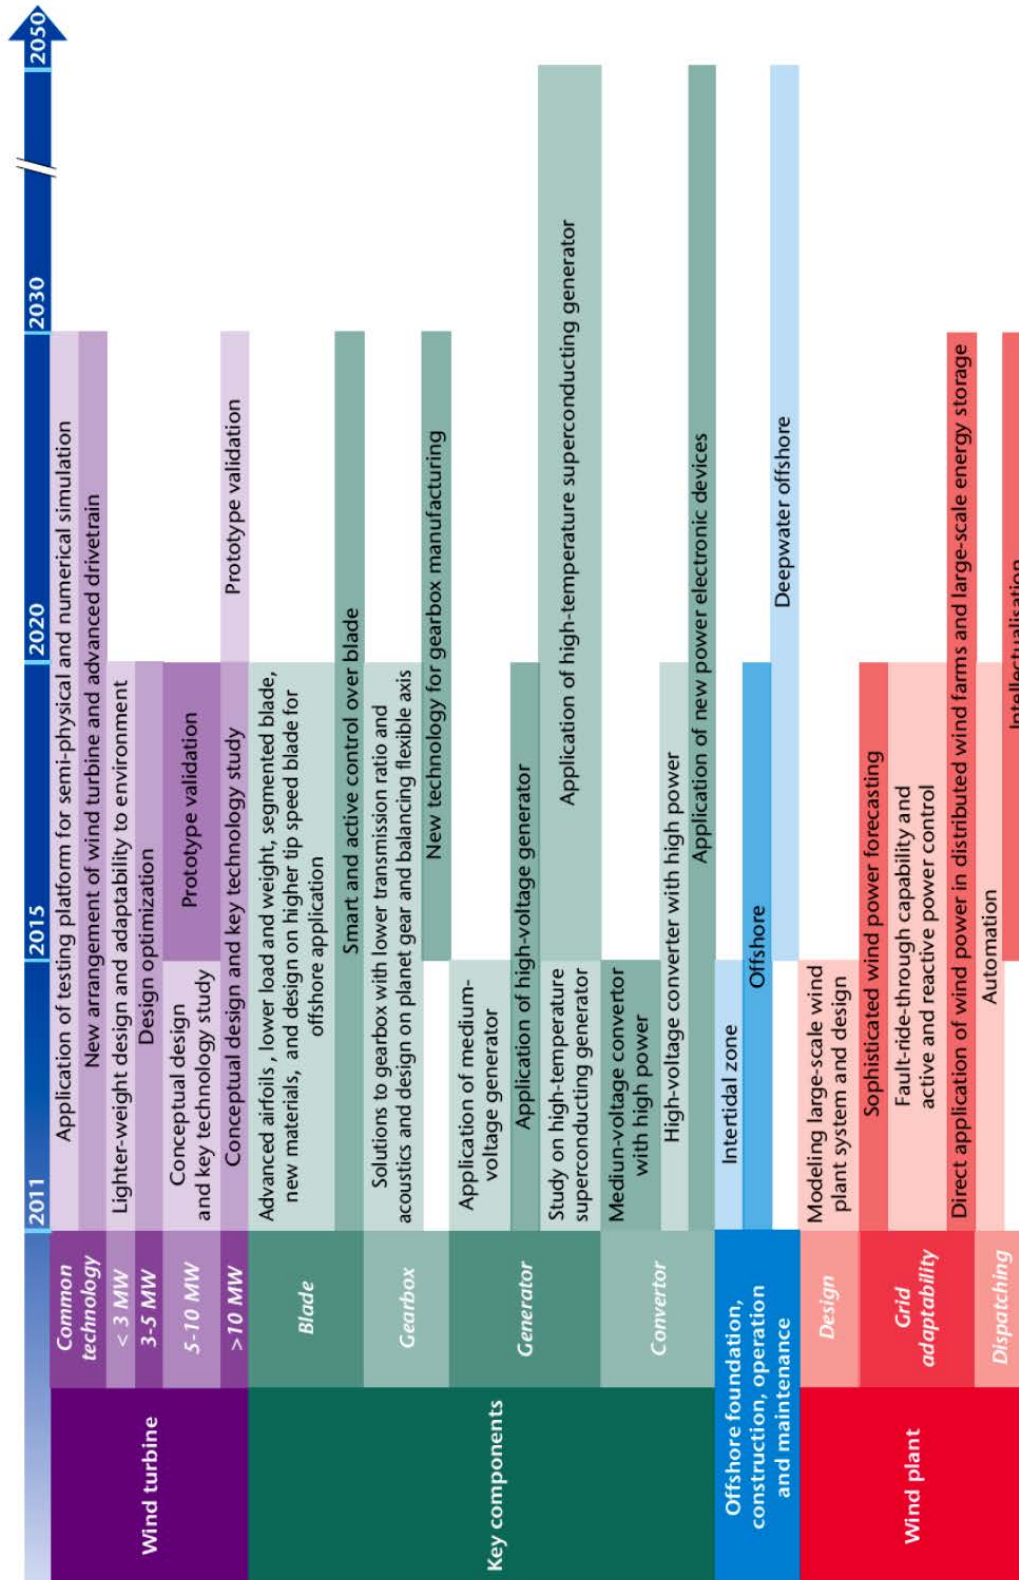 2011
2015
2020
2030
2050
Wind turbine
Common
technology
Application of testing platform for semi-physical and numerical simulation
New arrangement of wind turbine and advanced drivetrain
< 3 MW
Lighter-weight design and adaptability to environment
3-5 MW
Design optimization
5-10 MW
Conceptual design
and key technology study
Prototype validation
>10 MW
Conceptual design and key technology study
Prototype validation
Key components
Blade
Advanced airfoils , lower load and weight, segmented blade,
new materials, and design on higher tip speed blade for
offshore application
Smart and active control over blade
Gearbox
Solutions to gearbox with lower transmission ratio and
acoustics and design on planet gear and balancing flexible axis
New technology for gearbox manufacturing
Generator
Application of medium-
voltage generator
Application of high-voltage generator
Study on high-temperature
superconducting generator
Application of high-temperature superconducting generator
Convertor
Mediun-voltage convertor
with high power
High-voltage converter with high power
Application of new power electronic devices
Offshore foundation,
construction, operation
and maintenance
Intertidal zone
Offshore
Deepwater offshore
Wind plant
Design
Modeling large-scale wind
plant system and design
Grid
adaptability
Sophisticated wind power forecasting
Fault-ride-through capability and
active and reactive power control
Direct application of wind power in distributed wind farms and large-scale energy storage
Dispatching
Automation
Intellectualisation